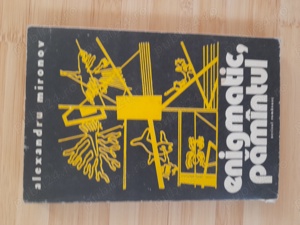 alexandru mironov
enigmatic,
pămîntul